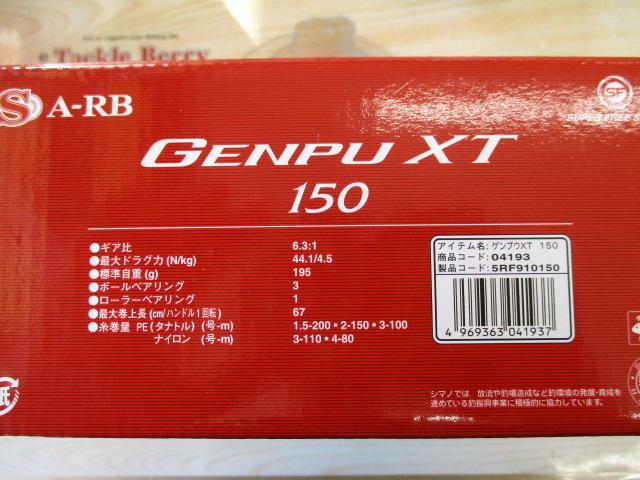 Tackle Berry
S A-RB
SF
SUPER FREE S
GENPU XT
150
●ギア比 6.3:1
●最大ドラグ力(N/kg) 44.1/4.5
●標準自重(g) 195
●ボールベアリング 3
●ローラーベアリング 1
●最大巻上長(cm/ハンドル1回転) 67
●糸巻量 PE(タナトル)(号-m) 1.5-200・2-150・3-100
ナイロン (号-m) 3-110・4-80
アイテム名:ゲンプウXT 150
商品コード: 04193
製品コード: 5RF910150
4 969363 041937
シマノでは 放流や釣場造成など釣環境の発展・育成を
進めている釣振興事業に積極的に協力しています。
紙